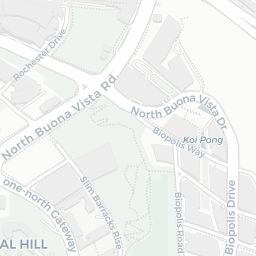 Rochester Drive
North Buona Vista Rd
North Buona Vista Dr
Koi Pong
Biopolis Way
one-north Gateway
Slim Barracks Rise
Biopolis Road
Biopolis Drive
AL HILL